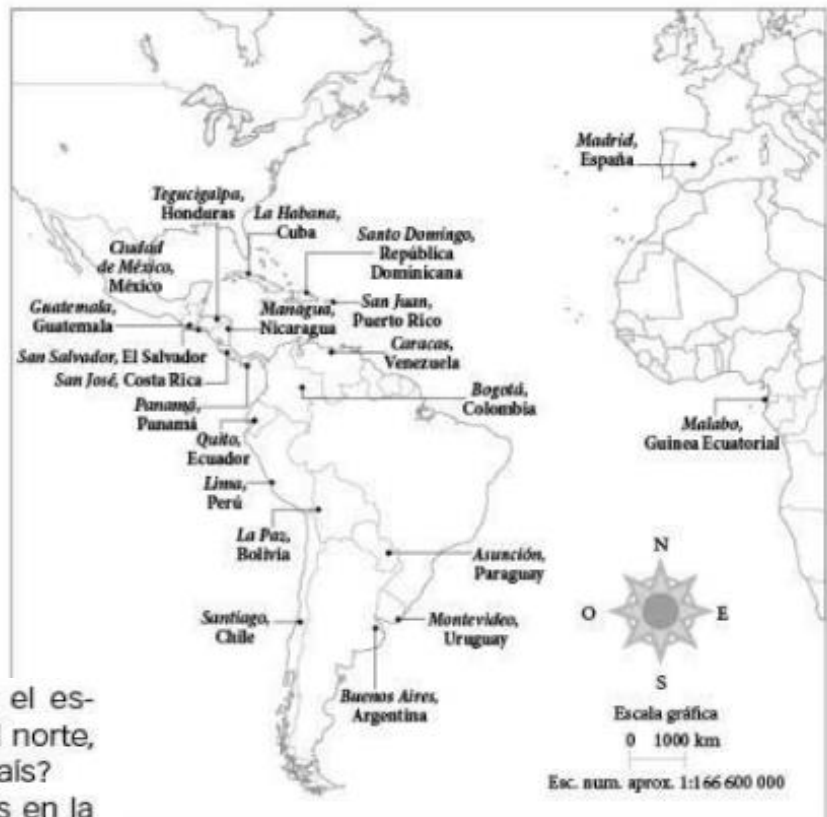 Madrid,
España
Tegucigalpa,
Honduras
La Habana,
Cuba
Ciudad
de México,
México
Santo Domingo,
República
Dominicana
Guatemala,
Guatemala
Managua,
Nicaragua
San Juan,
Puerto Rico
San Salvador, El Salvador
San José, Costa Rica
Caracas,
Venezuela
Panamá,
Panamá
Bogotá,
Colombia
Malabo,
Guinea Ecuatorial
Quito,
Ecuador
Lima,
Perú
La Paz,
Bolivia
Asunción,
Paraguay
Santiago,
Chile
Montevideo,
Uruguay
Buenos Aires,
Argentina
N
O E
S
Escala gráfica
0 1000 km
Esc. num. aprox. 1:166 600 000
el es-
norte,
aís?
s en la